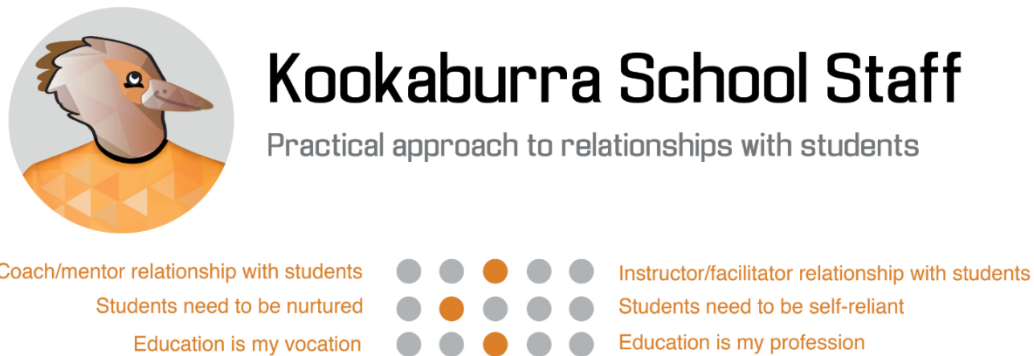 Kookaburra School Staff
Practical approach to relationships with students
Coach/mentor relationship with students Instructor/facilitator relationship with students
Students need to be nurtured Students need to be self-reliant
Education is my vocation Education is my profession